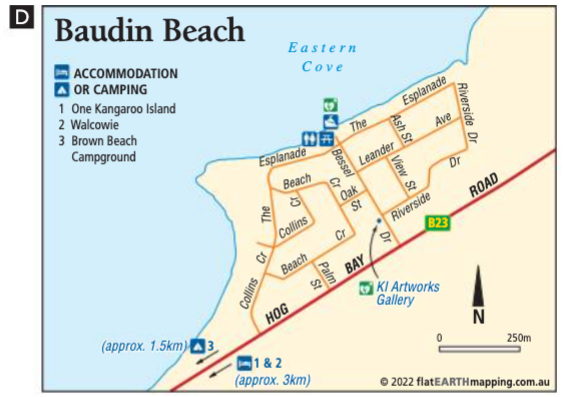 D
Baudin Beach
Eastern
Cove
ACCOMMODATION
OR CAMPING
1 One Kangaroo Island
2 Walcowie
3 Brown Beach
Campground
The Esplanade
Riverside Dr
Ash St
Leander Ave
View St
Riverside Dr
Bessel Dr
The Esplanade
Beach Cr
Oak
St
Collins Cr
Collins Cr
Beach Cr
Palm
St
HOG BAY ROAD
B23
KI Artworks
Gallery
N
(approx. 1.5km) 3
1 & 2
(approx. 3km)
0 250m
© 2022 flatEARTHmapping.com.au